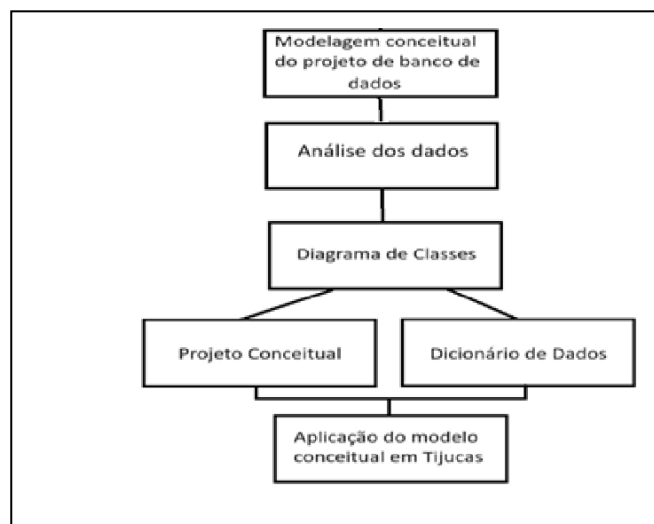 Modelagem conceitual
do projeto de banco de
dados
Análise dos dados
Diagrama de Classes
Projeto Conceitual
Dicionário de Dados
Aplicação do modelo
conceitual em Tijucas